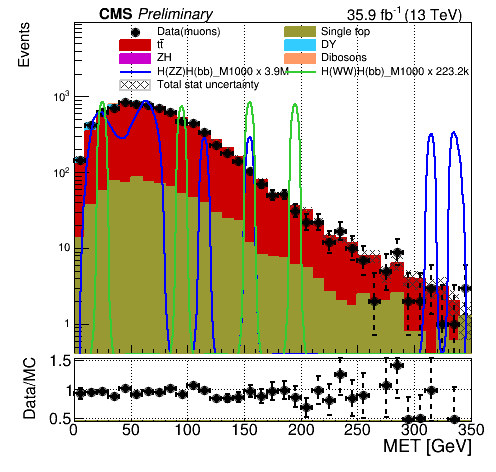 CMS Preliminary 35.9 fb⁻¹ (13 TeV)
Data(muons) Single top
tt̄ DY
ZH Dibosons
H(ZZ)H(bb)_M1000 x 3.9M H(WW)H(bb)_M1000 x 223.2k
Total stat uncertainty
Events
10³
10²
10
1
Data/MC
1.5
1.0
0.5
0 50 100 150 200 250 300 350
MET [GeV]